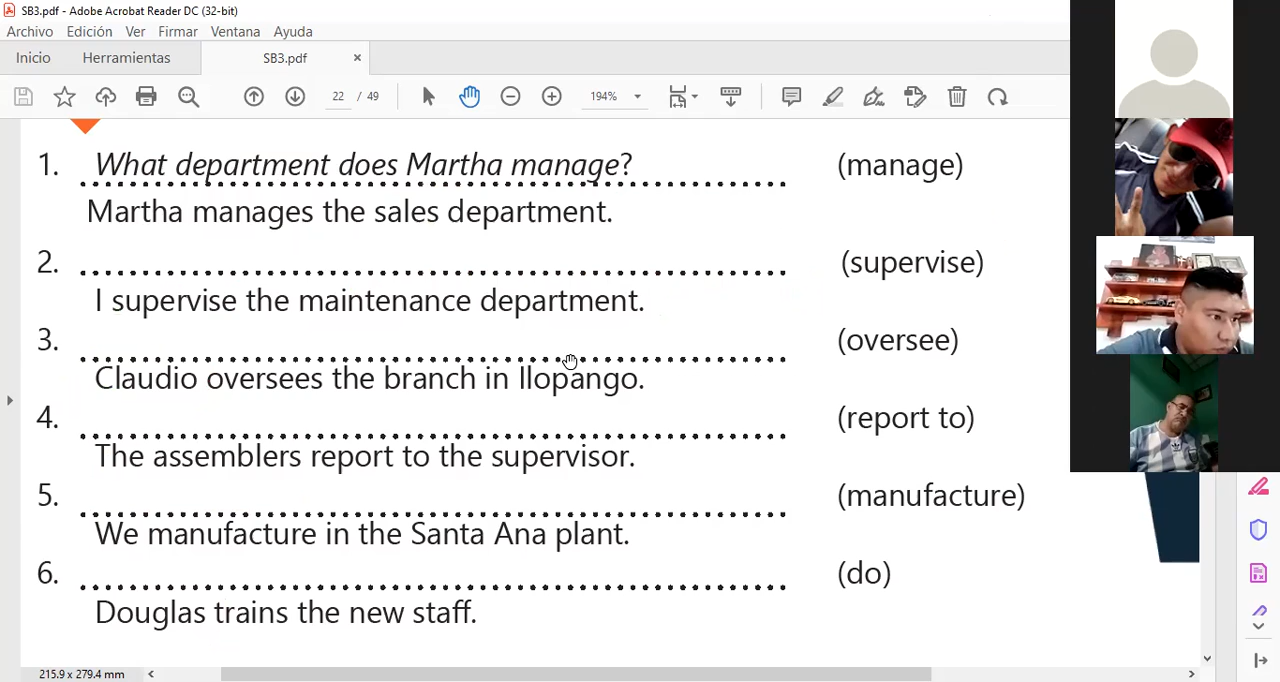 SB3.pdf - Adobe Acrobat Reader DC (32-bit)
Archivo Edición Ver Firmar Ventana Ayuda
Inicio Herramientas SB3.pdf ×
22 / 49 194%
1. What department does Martha manage? (manage)
Martha manages the sales department.
2. (supervise)
I supervise the maintenance department.
3. (oversee)
Claudio oversees the branch in Ilopango.
4. (report to)
The assemblers report to the supervisor.
5. (manufacture)
We manufacture in the Santa Ana plant.
6. (do)
Douglas trains the new staff.
215.9 x 279.4 mm